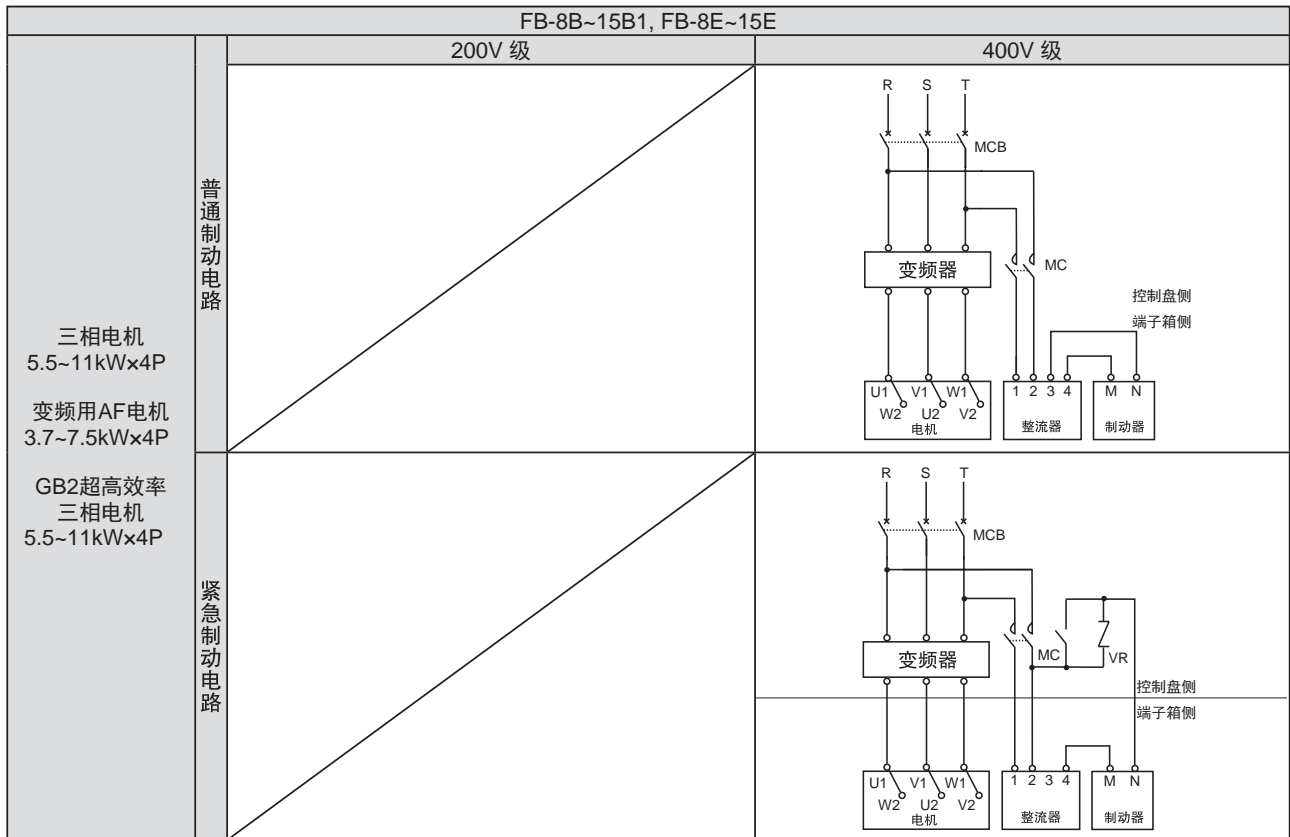 FB-8B~15B1, FB-8E~15E
200V 级
400V 级
三相电机
5.5~11kW×4P
变频用AF电机
3.7~7.5kW×4P
GB2超高效率
三相电机
5.5~11kW×4P
普通制动电路
R S T
MCB
变频器
MC
控制盘侧
端子箱侧
U1 V1 W1
W2 U2 V2
电机
1 2 3 4
整流器
M N
制动器
紧急制动电路
R S T
MCB
变频器
MC
VR
控制盘侧
端子箱侧
U1 V1 W1
W2 U2 V2
电机
1 2 3 4
整流器
M N
制动器